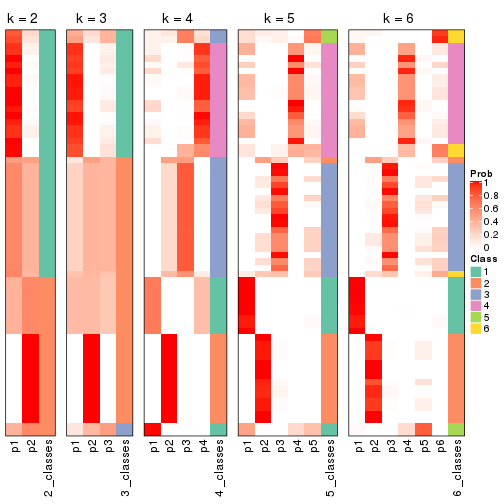 k = 2
k = 3
k = 4
k = 5
k = 6
Prob
1
0.8
0.6
0.4
0.2
0
Class
1
2
3
4
5
6
p1
p2
2_classes
p1
p2
p3
3_classes
p1
p2
p3
p4
4_classes
p1
p2
p3
p4
p5
5_classes
p1
p2
p3
p4
p5
p6
6_classes